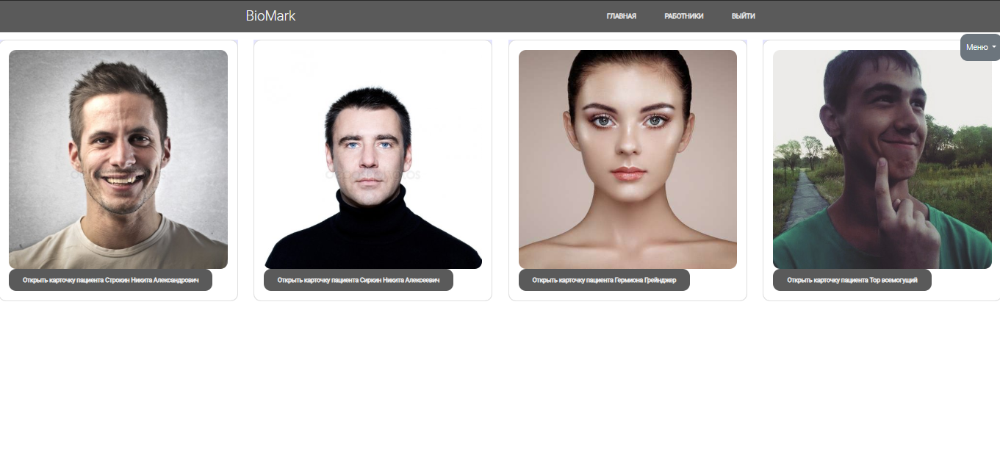 BioMark
ГЛАВНАЯ
РАБОТНИКИ
ВЫЙТИ
Меню
Открыть карточку пациента Строкин Никита Александрович
Открыть карточку пациента Сиркин Никита Алексеевич
Открыть карточку пациента Гермиона Грейнджер
Открыть карточку пациента Тор всемогущий